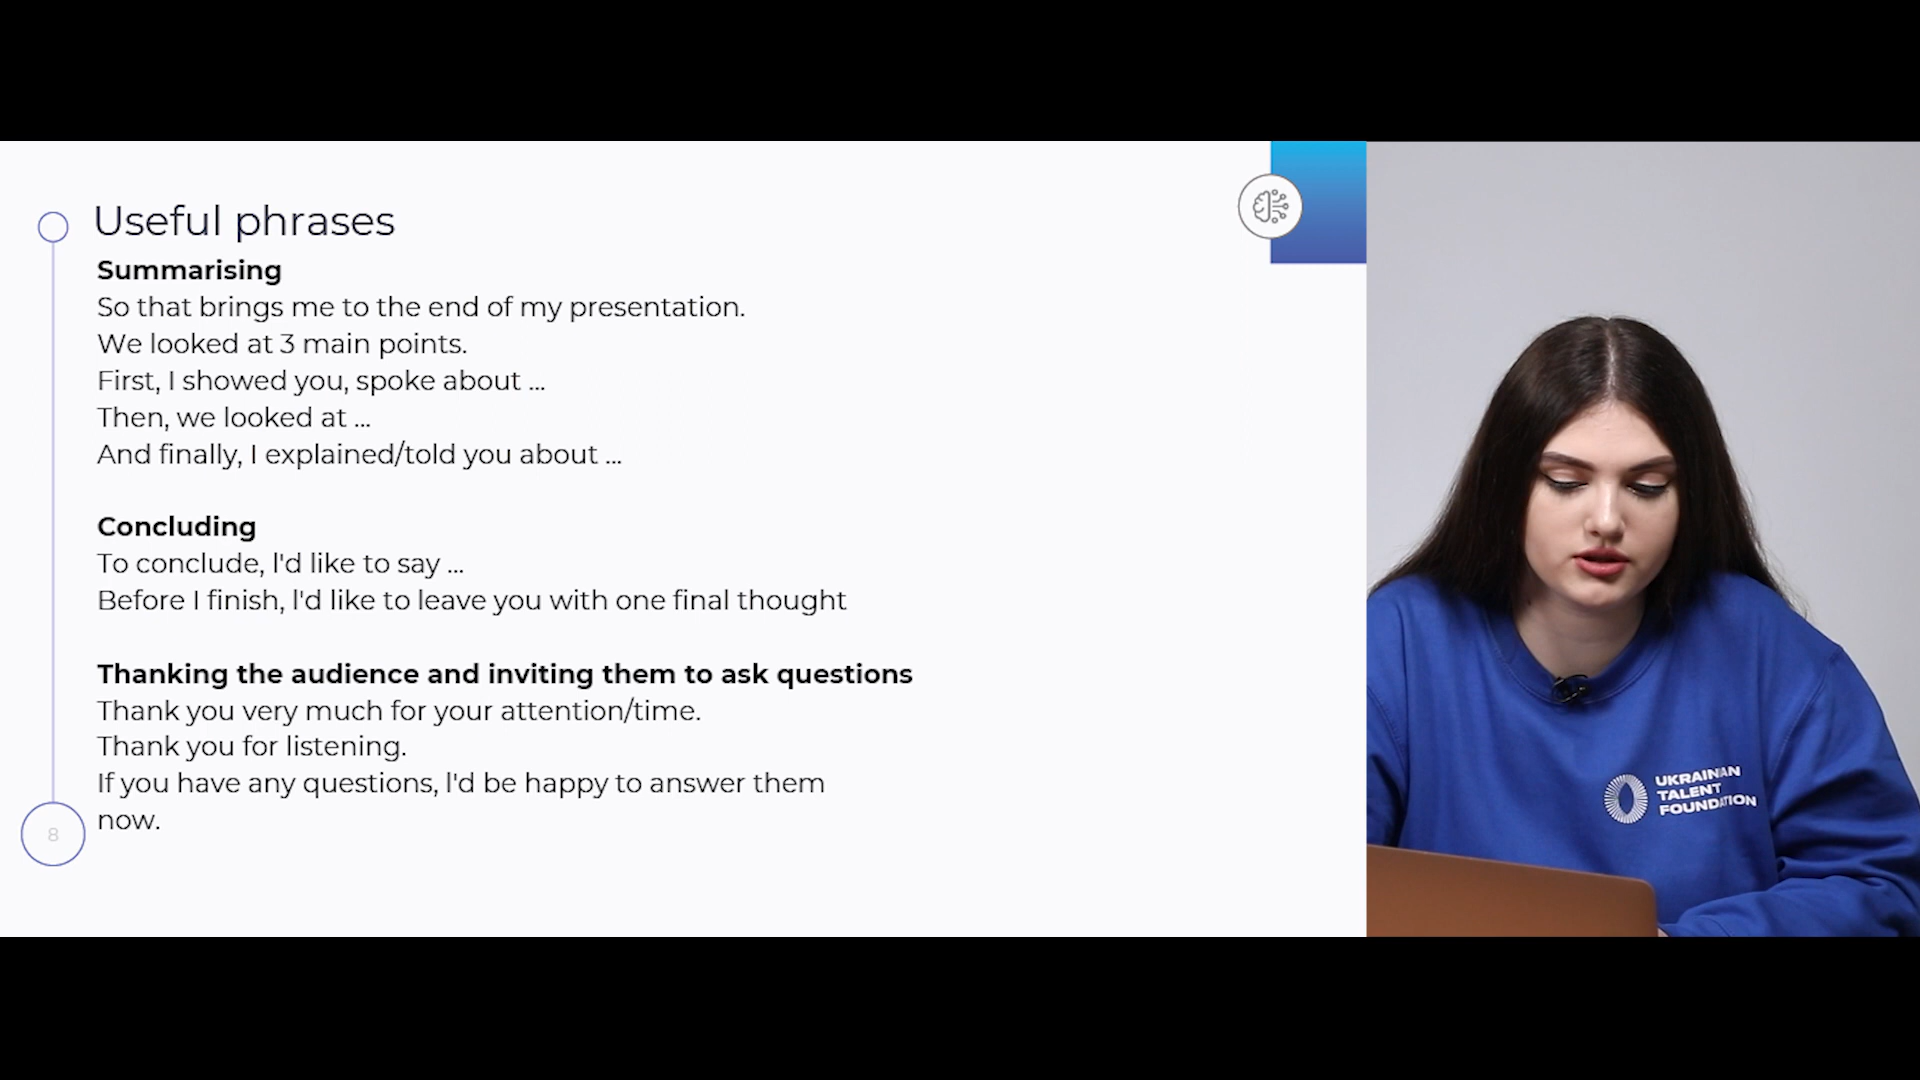 Useful phrases
Summarising
So that brings me to the end of my presentation.
We looked at 3 main points.
First, I showed you, spoke about ...
Then, we looked at ...
And finally, I explained/told you about ...
Concluding
To conclude, I'd like to say ...
Before I finish, I'd like to leave you with one final thought
Thanking the audience and inviting them to ask questions
Thank you very much for your attention/time.
Thank you for listening.
If you have any questions, I'd be happy to answer them
now.
8
UKRAINIAN
TALENT
FOUNDATION